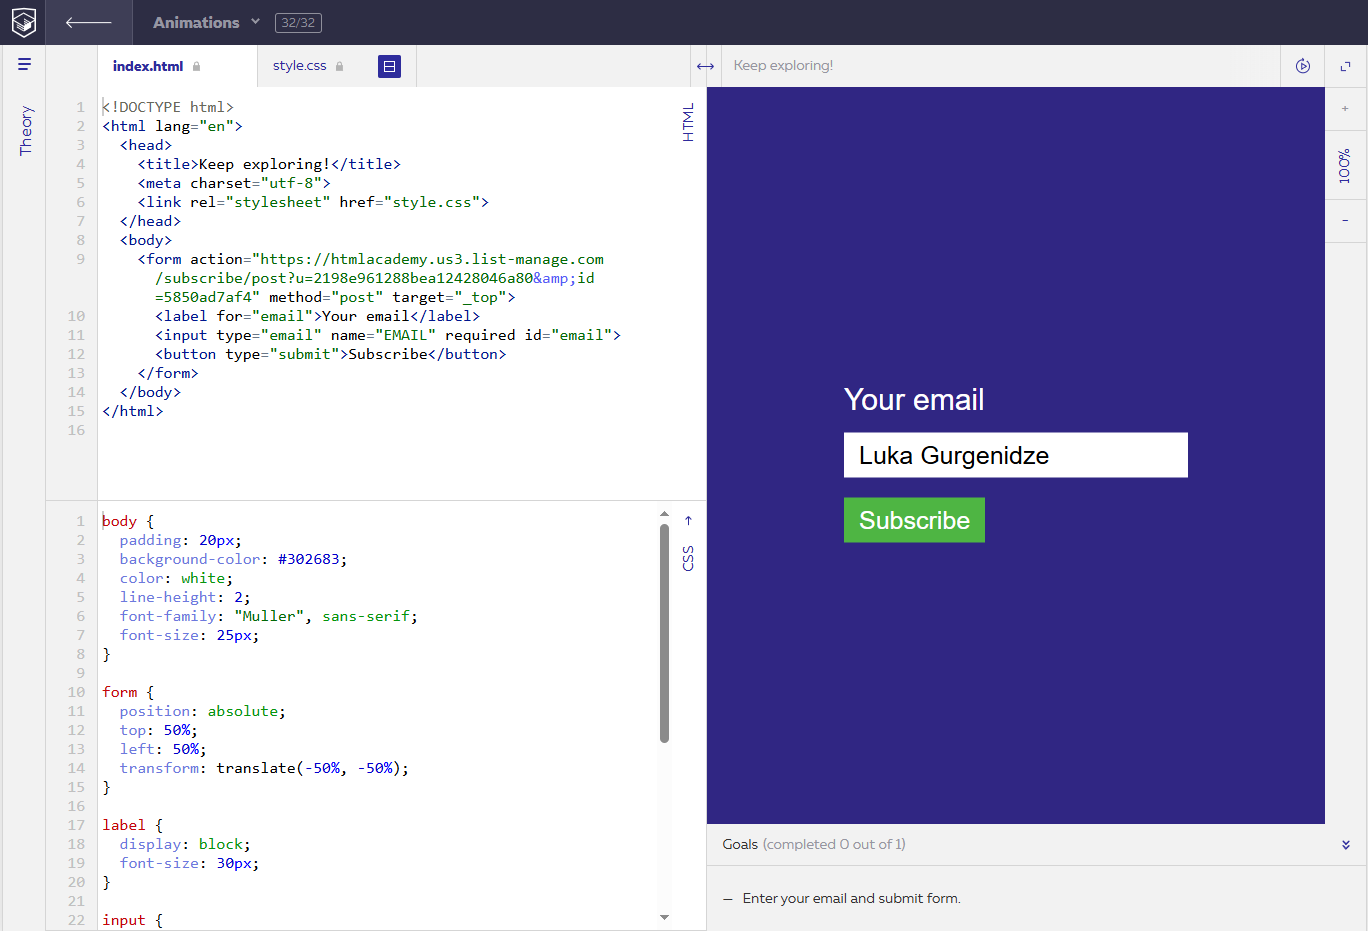 Animations 32/32
Theory
index.html
style.css
HTML
1 <!DOCTYPE html>
2 <html lang="en">
3 <head>
4 <title>Keep exploring!</title>
5 <meta charset="utf-8">
6 <link rel="stylesheet" href="style.css">
7 </head>
8 <body>
9 <form action="https://htmlacademy.us3.list-manage.com
/subscribe/post?u=2198e961288bea12428046a80&amp;id
=5850ad7af4" method="post" target="_top">
10 <label for="email">Your email</label>
11 <input type="email" name="EMAIL" required id="email">
12 <button type="submit">Subscribe</button>
13 </form>
14 </body>
15 </html>
16
CSS
1 body {
2 padding: 20px;
3 background-color: #302683;
4 color: white;
5 line-height: 2;
6 font-family: "Muller", sans-serif;
7 font-size: 25px;
8 }
9
10 form {
11 position: absolute;
12 top: 50%;
13 left: 50%;
14 transform: translate(-50%, -50%);
15 }
16
17 label {
18 display: block;
19 font-size: 30px;
20 }
21
22 input {
Keep exploring!
+
100%
-
Your email
Luka Gurgenidze
Subscribe
Goals (completed 0 out of 1)
— Enter your email and submit form.